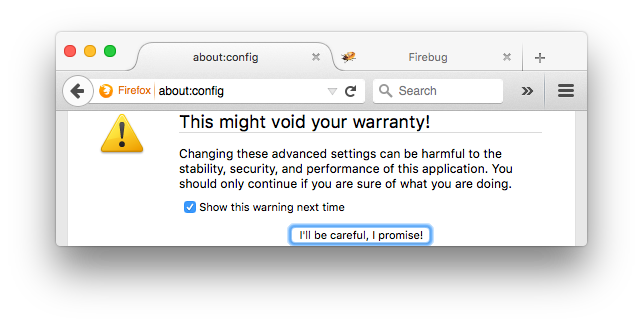 about:config
Firebug
Firefox
about:config
Search
This might void your warranty!
Changing these advanced settings can be harmful to the
stability, security, and performance of this application. You
should only continue if you are sure of what you are doing.
Show this warning next time
I'll be careful, I promise!